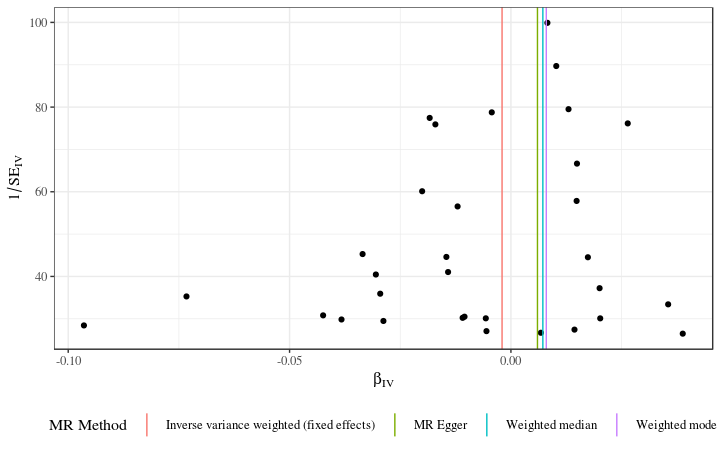 100
80
60
40
1/SE_IV
-0.10
-0.05
0.00
β_IV
MR Method
Inverse variance weighted (fixed effects)
MR Egger
Weighted median
Weighted mode